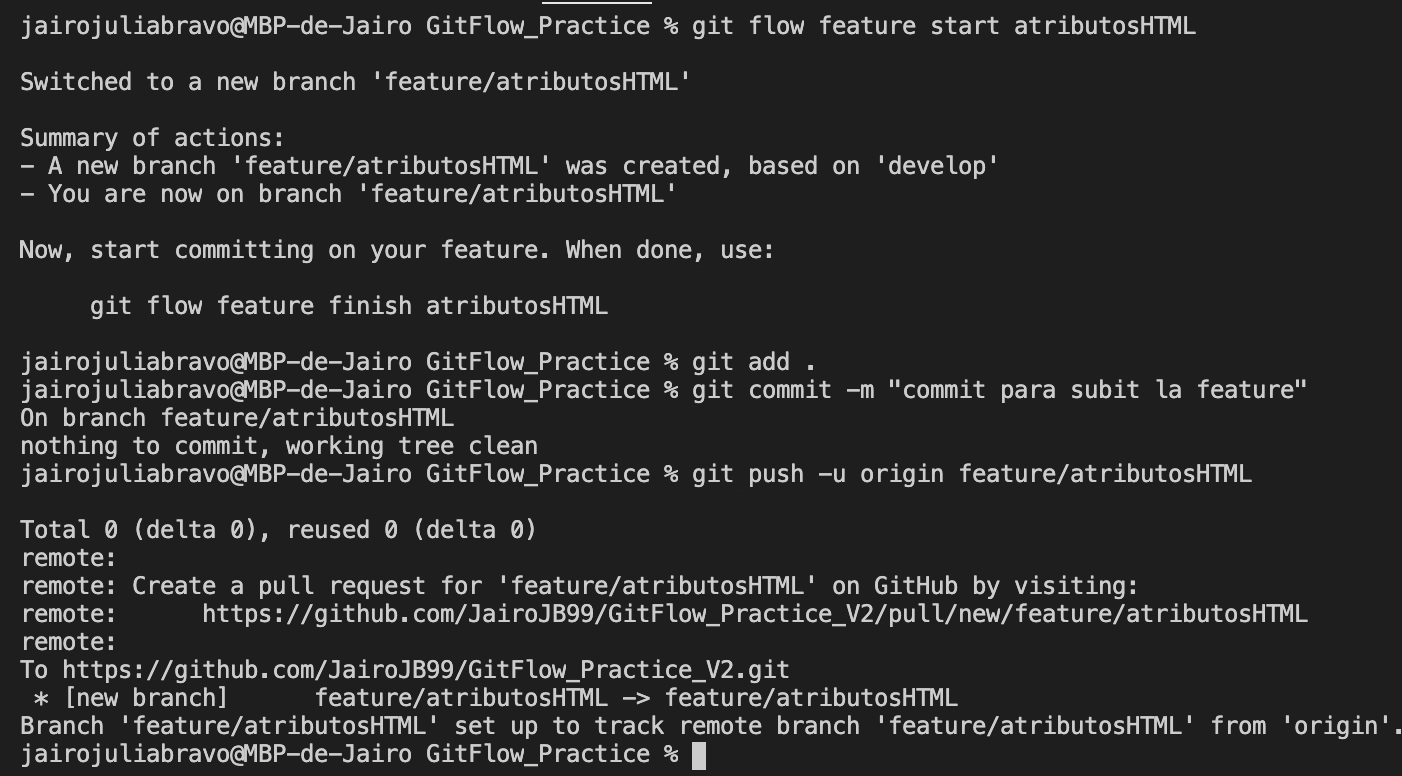 jairojuliabravo@MBP-de-Jairo GitFlow_Practice % git flow feature start atributosHTML
Switched to a new branch 'feature/atributosHTML'
Summary of actions:
- A new branch 'feature/atributosHTML' was created, based on 'develop'
- You are now on branch 'feature/atributosHTML'
Now, start committing on your feature. When done, use:
git flow feature finish atributosHTML
jairojuliabravo@MBP-de-Jairo GitFlow_Practice % git add .
jairojuliabravo@MBP-de-Jairo GitFlow_Practice % git commit -m "commit para subit la feature"
On branch feature/atributosHTML
nothing to commit, working tree clean
jairojuliabravo@MBP-de-Jairo GitFlow_Practice % git push -u origin feature/atributosHTML
Total 0 (delta 0), reused 0 (delta 0)
remote:
remote: Create a pull request for 'feature/atributosHTML' on GitHub by visiting:
remote:      https://github.com/JairoJB99/GitFlow_Practice_V2/pull/new/feature/atributosHTML
remote:
To https://github.com/JairoJB99/GitFlow_Practice_V2.git
* [new branch]      feature/atributosHTML -> feature/atributosHTML
Branch 'feature/atributosHTML' set up to track remote branch 'feature/atributosHTML' from 'origin'.
jairojuliabravo@MBP-de-Jairo GitFlow_Practice %